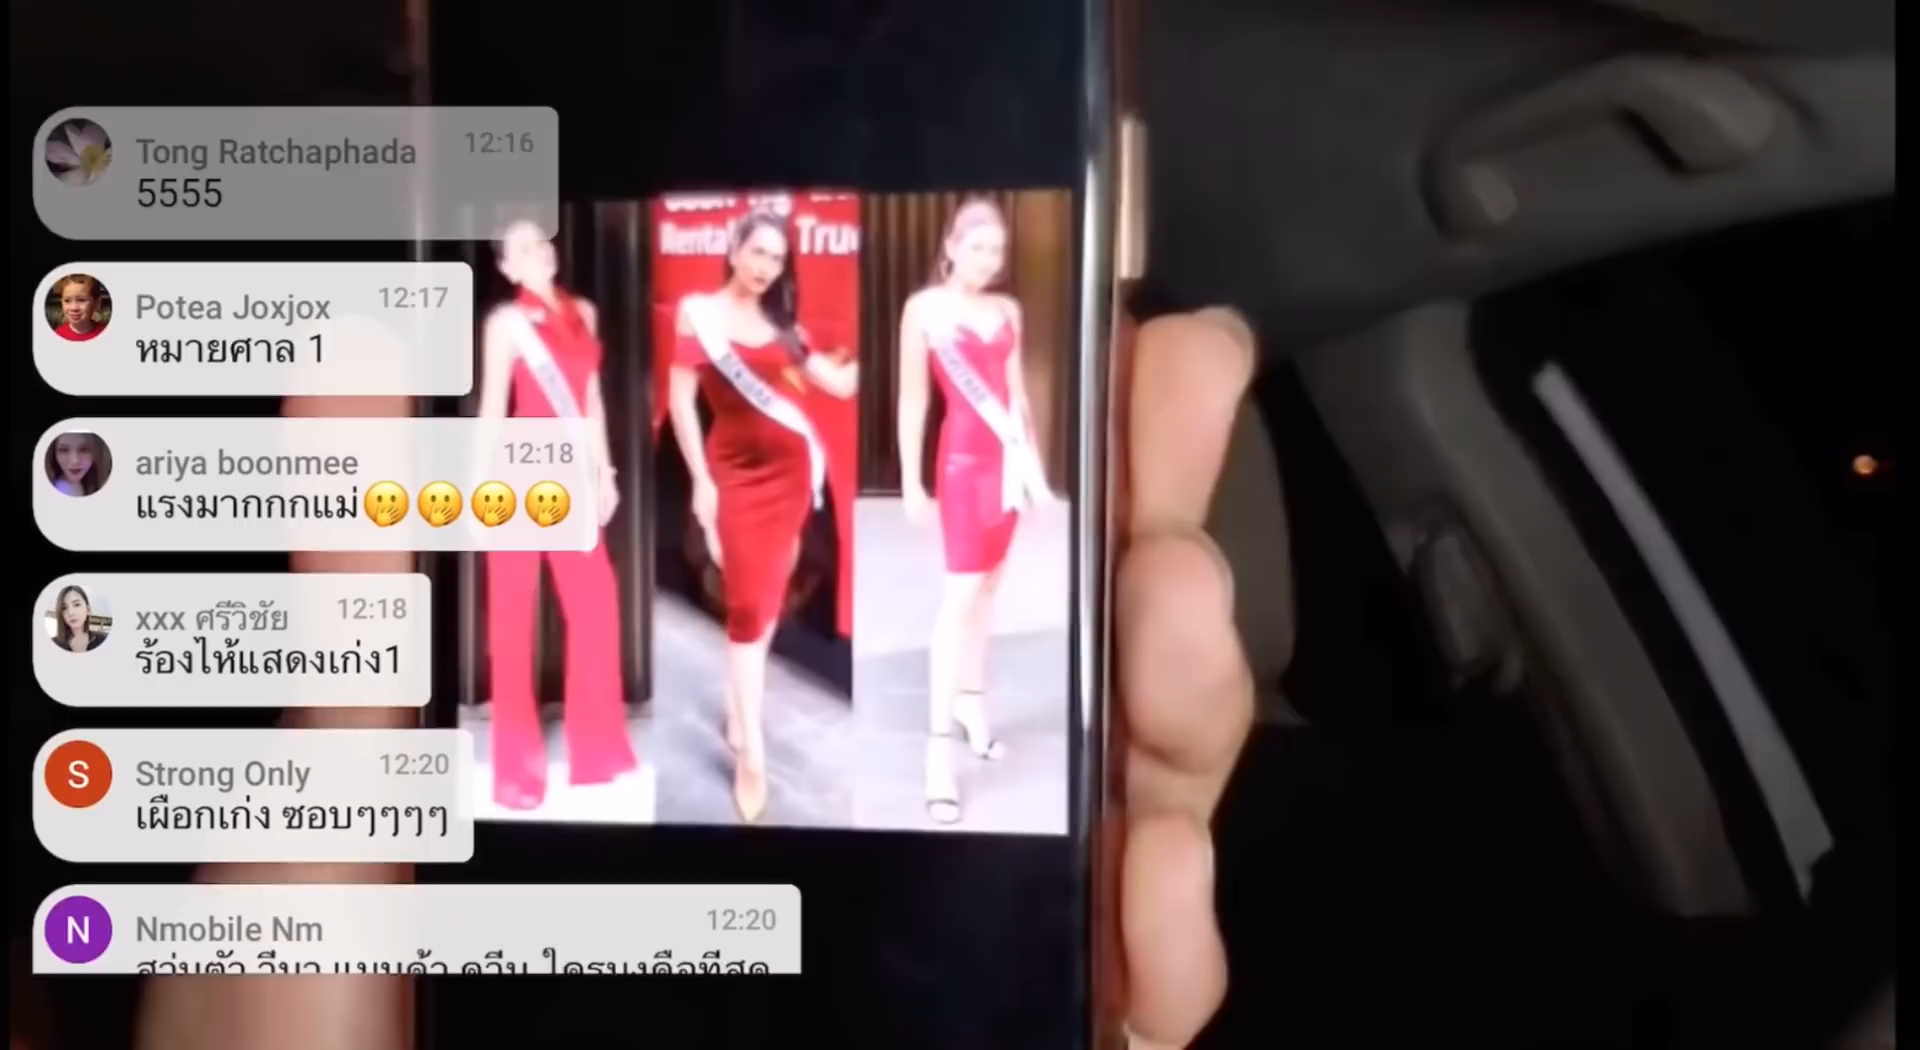 Tong Ratchaphada 12:16
5555
Potea Joxjox 12:17
หมายศาล 1
ariya boonmee 12:18
แรงมากกกแม่🤭🤭🤭🤭
xxx ศรีวิชัย 12:18
ร้องไห้แสดงเก่ง1
S Strong Only 12:20
เผือกเก่ง ซอบๆๆๆๆ
N Nmobile Nm 12:20
Rental Tru